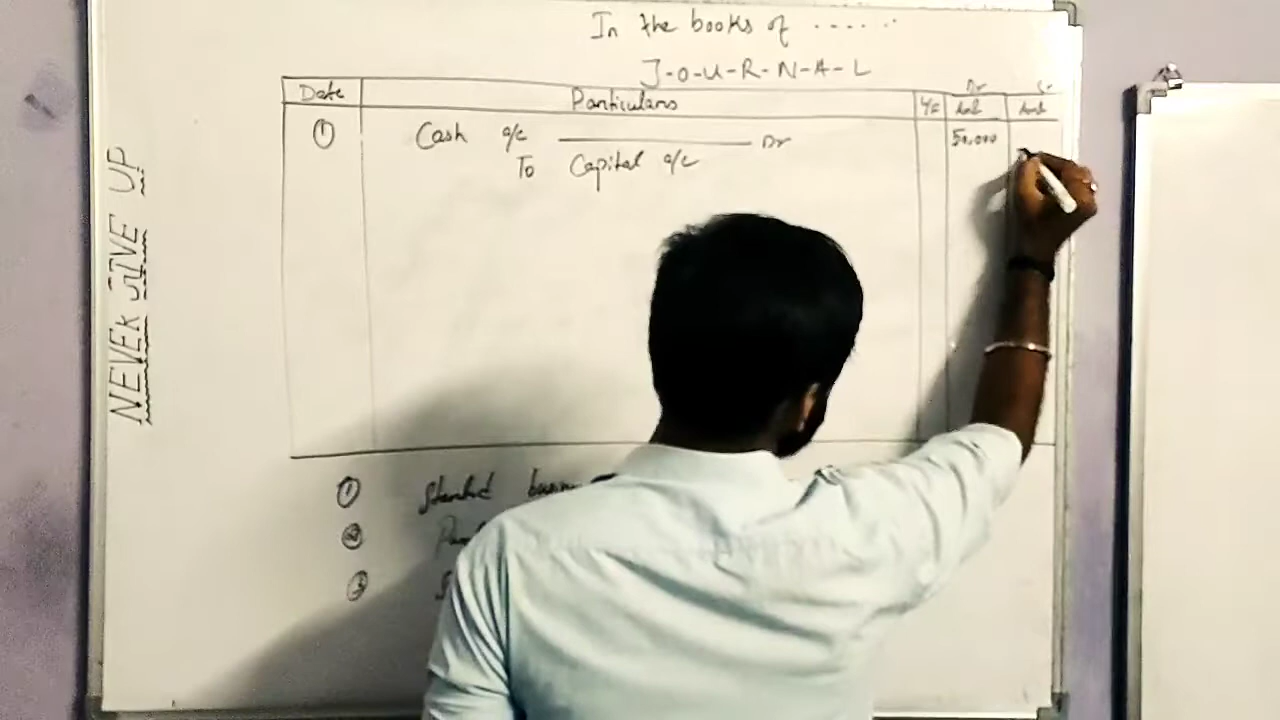 In the books of ......
J-O-U-R-N-A-L
Dr Cr
Date Particulars L/F Amt Amt
① Cash a/c Dr 50,000
To Capital a/c
NEVER GIVE UP
① Started
②
③